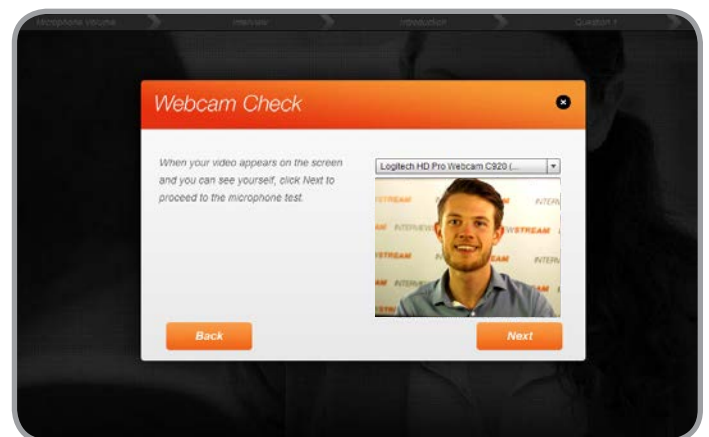 Microphone Volume Interview Introduction Question 1
Webcam Check
When your video appears on the screen
and you can see yourself, click Next to
proceed to the microphone test.
Logitech HD Pro Webcam C920 (...
INTERVIEWSTREAM
Back
Next